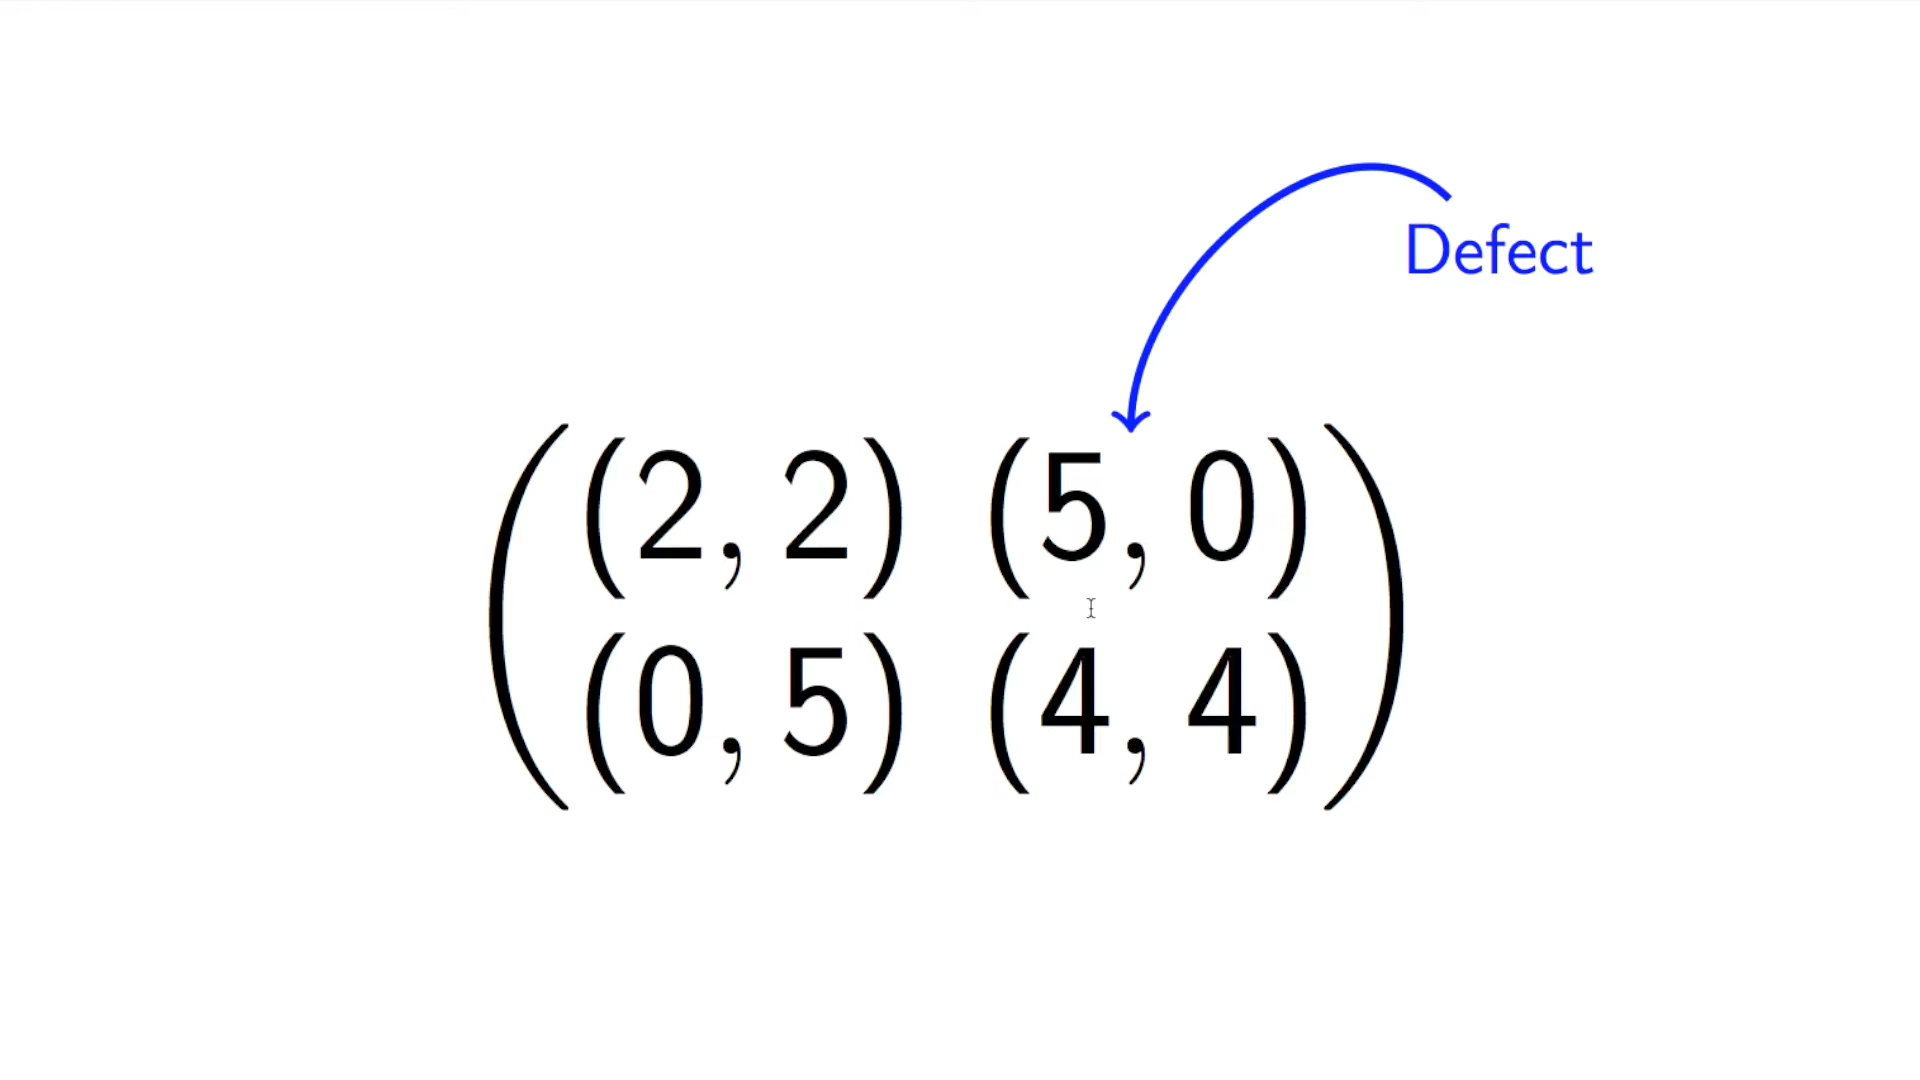 Defect
(2, 2) (5, 0)
(0, 5) (4, 4)